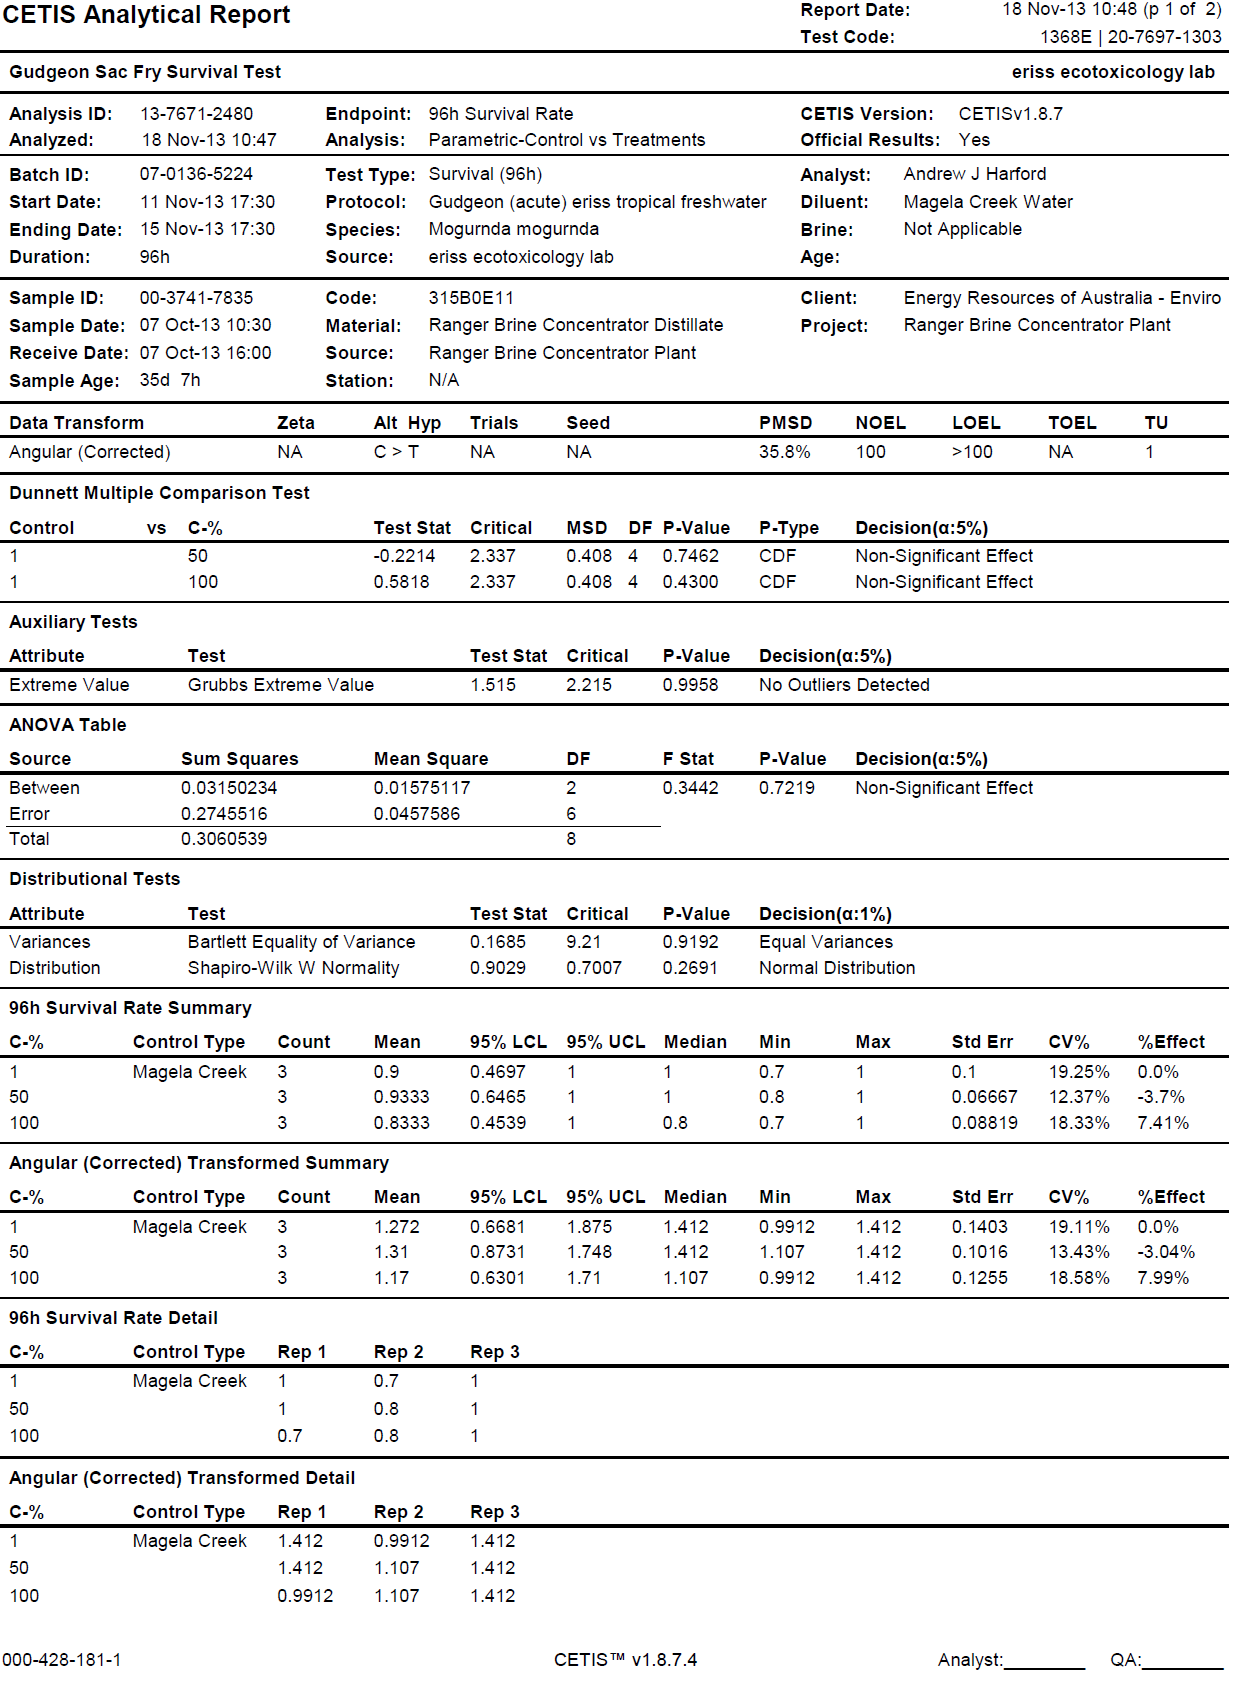 CETIS Analytical Report Report Date: 18 Nov-13 10:48 (p 1 of 2)
Test Code: 1368E | 20-7697-1303
Gudgeon Sac Fry Survival Test eriss ecotoxicology lab
Analysis ID: 13-7671-2480 Endpoint: 96h Survival Rate CETIS Version: CETISv1.8.7
Analyzed: 18 Nov-13 10:47 Analysis: Parametric-Control vs Treatments Official Results: Yes
Batch ID: 07-0136-5224 Test Type: Survival (96h) Analyst: Andrew J Harford
Start Date: 11 Nov-13 17:30 Protocol: Gudgeon (acute) eriss tropical freshwater Diluent: Magela Creek Water
Ending Date: 15 Nov-13 17:30 Species: Mogurnda mogurnda Brine: Not Applicable
Duration: 96h Source: eriss ecotoxicology lab Age:
Sample ID: 00-3741-7835 Code: 315B0E11 Client: Energy Resources of Australia - Enviro
Sample Date: 07 Oct-13 10:30 Material: Ranger Brine Concentrator Distillate Project: Ranger Brine Concentrator Plant
Receive Date: 07 Oct-13 16:00 Source: Ranger Brine Concentrator Plant
Sample Age: 35d 7h Station: N/A
Data Transform Zeta Alt Hyp Trials Seed PMSD NOEL LOEL TOEL TU
Angular (Corrected) NA C > T NA NA 35.8% 100 >100 NA 1
Dunnett Multiple Comparison Test
Control vs C-% Test Stat Critical MSD DF P-Value P-Type Decision(α:5%)
1 50 -0.2214 2.337 0.408 4 0.7462 CDF Non-Significant Effect
1 100 0.5818 2.337 0.408 4 0.4300 CDF Non-Significant Effect
Auxiliary Tests
Attribute Test Test Stat Critical P-Value Decision(α:5%)
Extreme Value Grubbs Extreme Value 1.515 2.215 0.9958 No Outliers Detected
ANOVA Table
Source Sum Squares Mean Square DF F Stat P-Value Decision(α:5%)
Between 0.03150234 0.01575117 2 0.3442 0.7219 Non-Significant Effect
Error 0.2745516 0.0457586 6
Total 0.3060539 8
Distributional Tests
Attribute Test Test Stat Critical P-Value Decision(α:1%)
Variances Bartlett Equality of Variance 0.1685 9.21 0.9192 Equal Variances
Distribution Shapiro-Wilk W Normality 0.9029 0.7007 0.2691 Normal Distribution
96h Survival Rate Summary
C-% Control Type Count Mean 95% LCL 95% UCL Median Min Max Std Err CV% %Effect
1 Magela Creek 3 0.9 0.4697 1 1 0.7 1 0.1 19.25% 0.0%
50 3 0.9333 0.6465 1 1 0.8 1 0.06667 12.37% -3.7%
100 3 0.8333 0.4539 1 0.8 0.7 1 0.08819 18.33% 7.41%
Angular (Corrected) Transformed Summary
C-% Control Type Count Mean 95% LCL 95% UCL Median Min Max Std Err CV% %Effect
1 Magela Creek 3 1.272 0.6681 1.875 1.412 0.9912 1.412 0.1403 19.11% 0.0%
50 3 1.31 0.8731 1.748 1.412 1.107 1.412 0.1016 13.43% -3.04%
100 3 1.17 0.6301 1.71 1.107 0.9912 1.412 0.1255 18.58% 7.99%
96h Survival Rate Detail
C-% Control Type Rep 1 Rep 2 Rep 3
1 Magela Creek 1 0.7 1
50 1 0.8 1
100 0.7 0.8 1
Angular (Corrected) Transformed Detail
C-% Control Type Rep 1 Rep 2 Rep 3
1 Magela Creek 1.412 0.9912 1.412
50 1.412 1.107 1.412
100 0.9912 1.107 1.412
000-428-181-1 CETIS™ v1.8.7.4 Analyst:________ QA:________